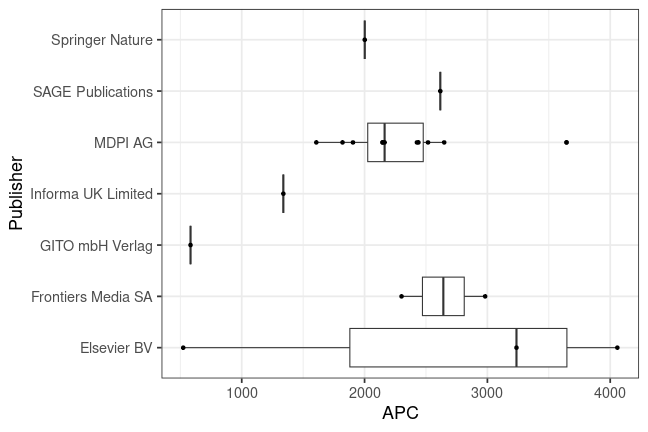 Publisher
Springer Nature
SAGE Publications
MDPI AG
Informa UK Limited
GITO mbH Verlag
Frontiers Media SA
Elsevier BV
1000 2000 3000 4000
APC